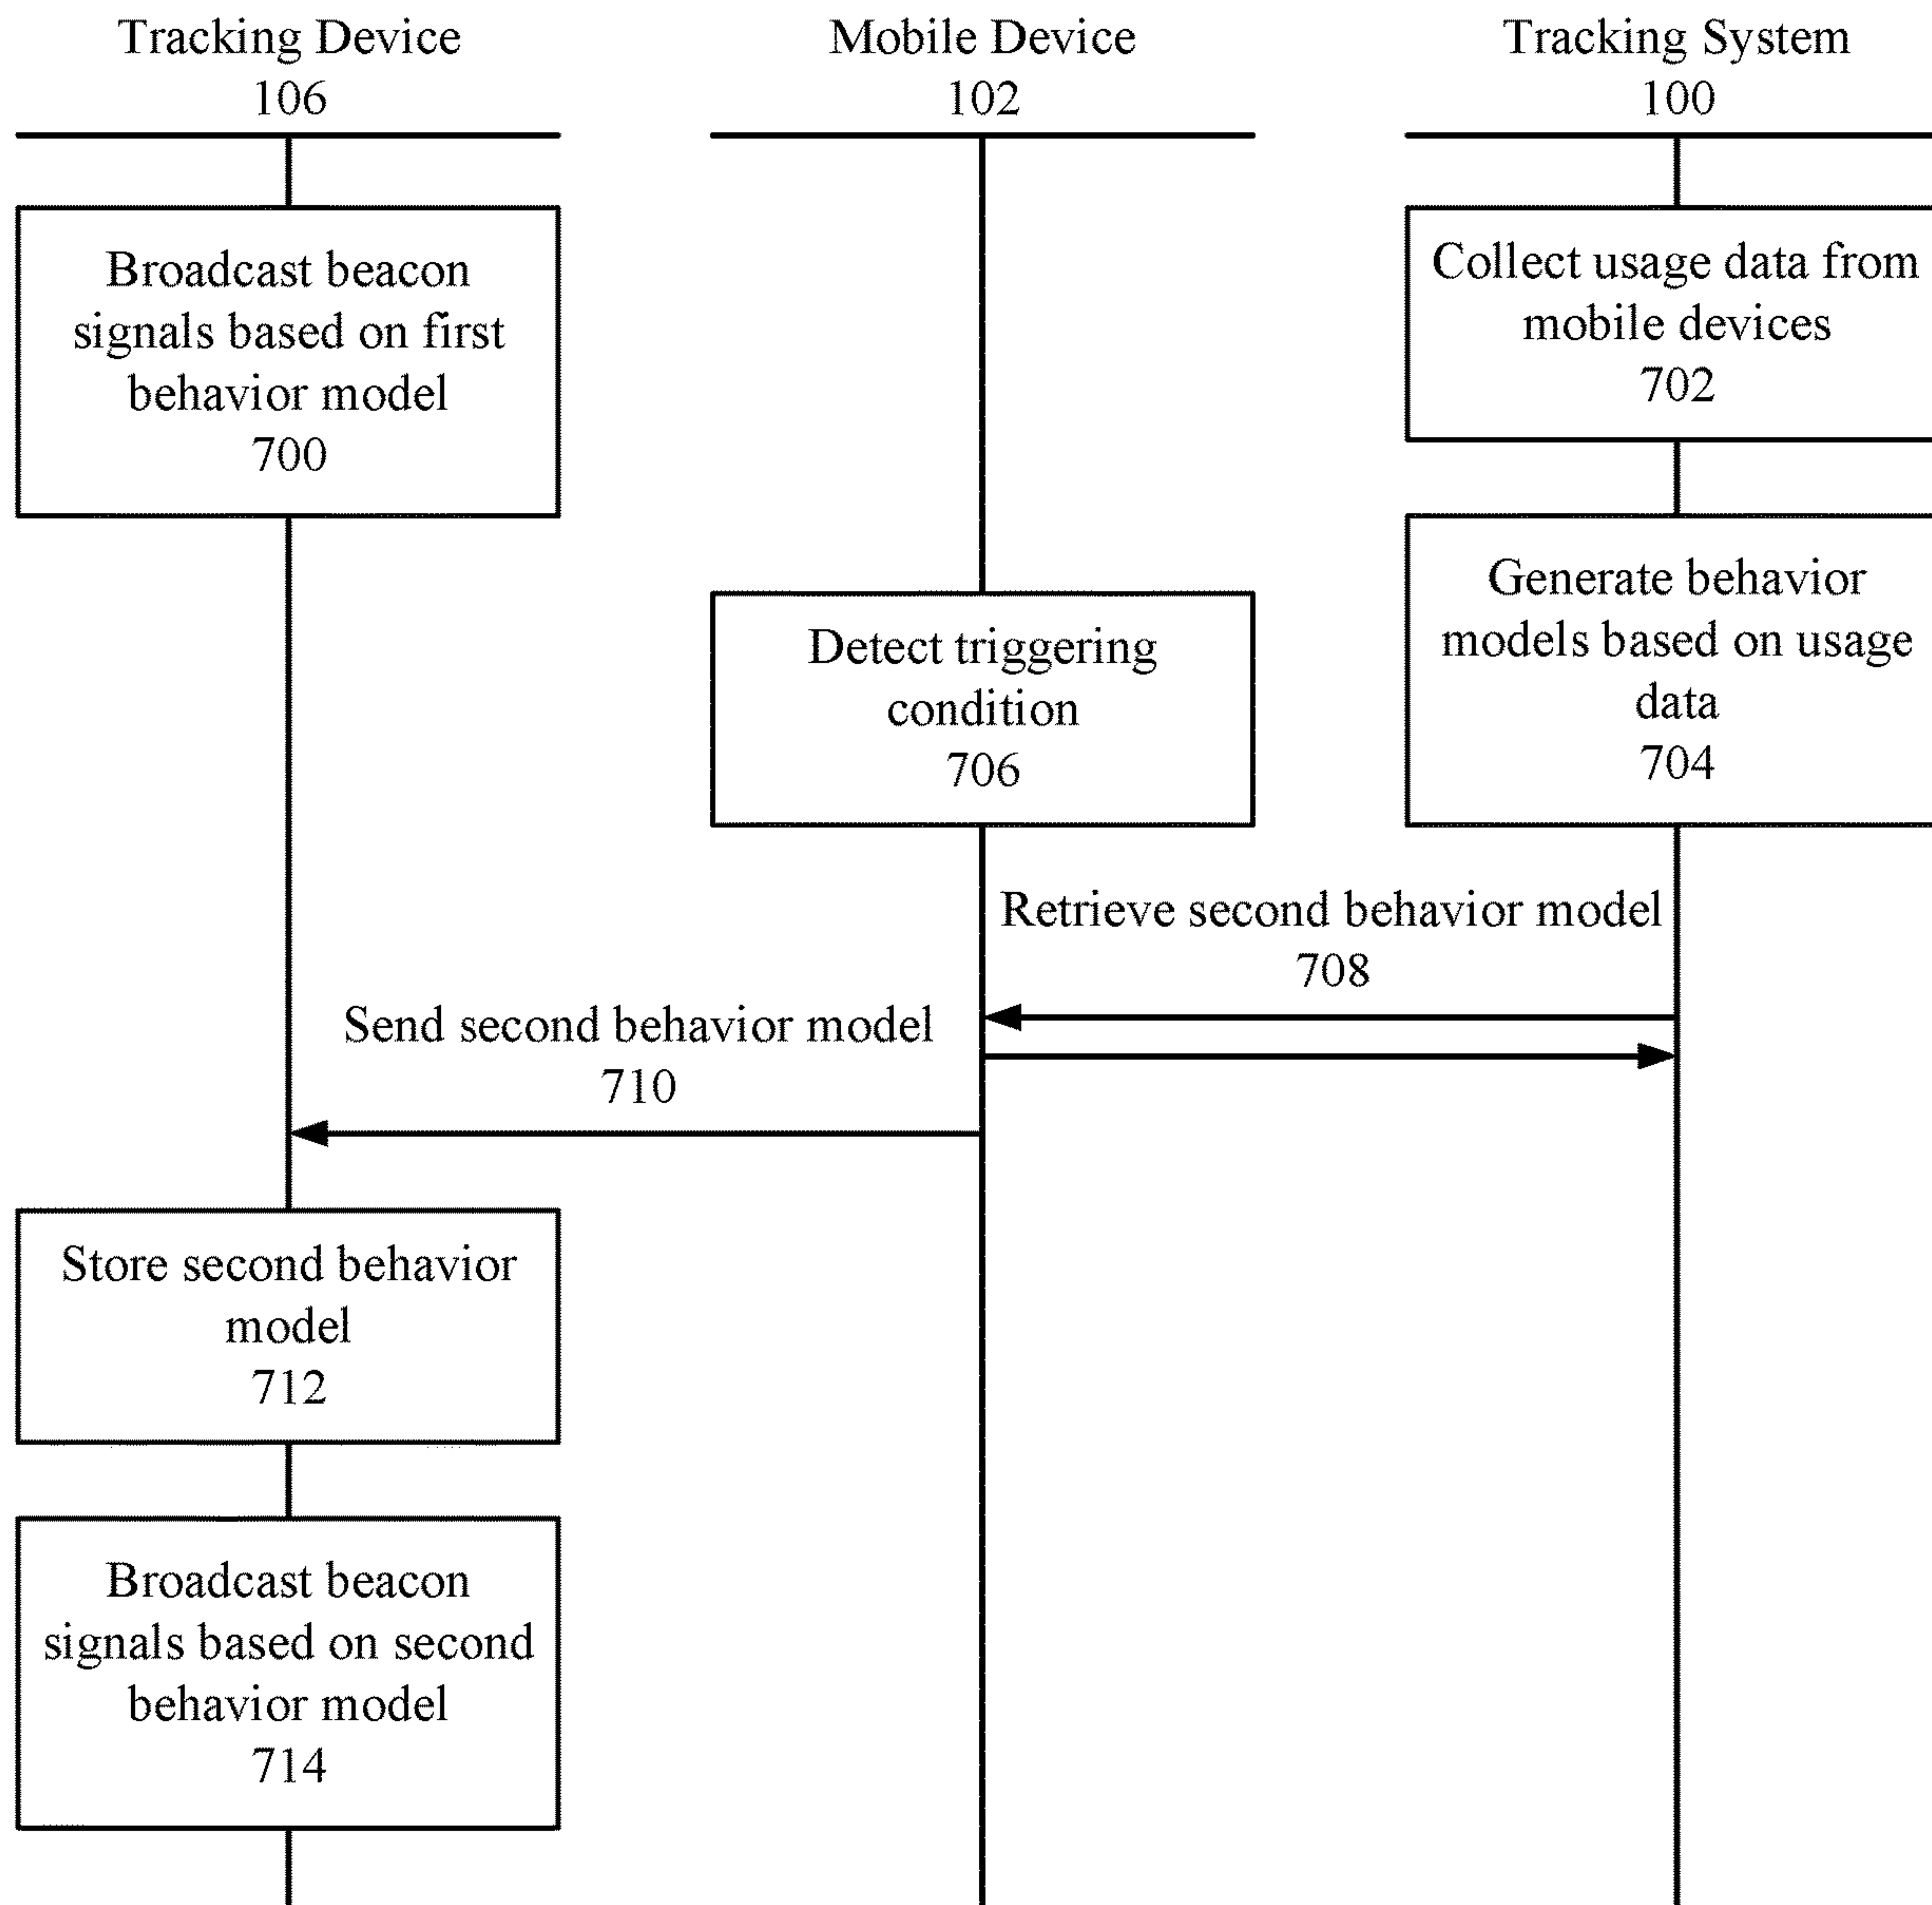 Tracking Device
106
Mobile Device
102
Tracking System
100
Broadcast beacon
signals based on first
behavior model
700
Collect usage data from
mobile devices
702
Generate behavior
models based on usage
data
704
Detect triggering
condition
706
Retrieve second behavior model
708
Send second behavior model
710
Store second behavior
model
712
Broadcast beacon
signals based on second
behavior model
714